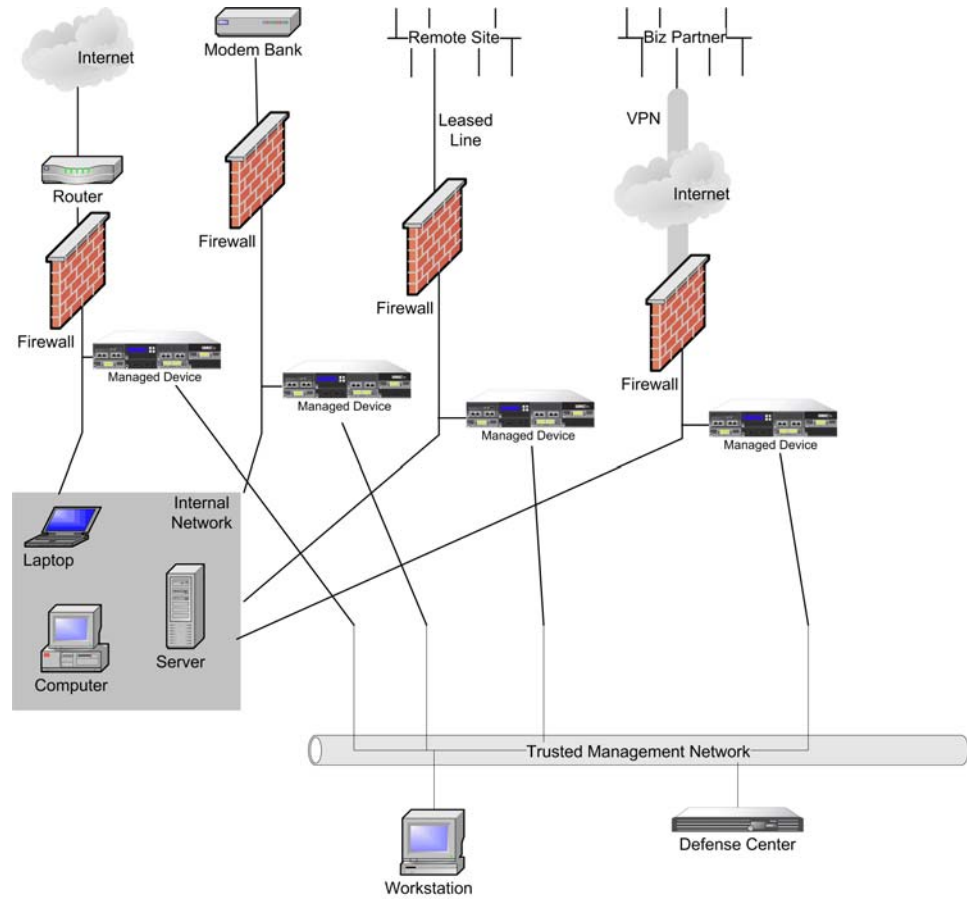 Internet
Modem Bank
Remote Site
Biz Partner
Leased
Line
VPN
Internet
Router
Firewall
Firewall
Firewall
Firewall
Managed Device
Managed Device
Managed Device
Managed Device
Internal
Network
Laptop
Server
Computer
Trusted Management Network
Defense Center
Workstation